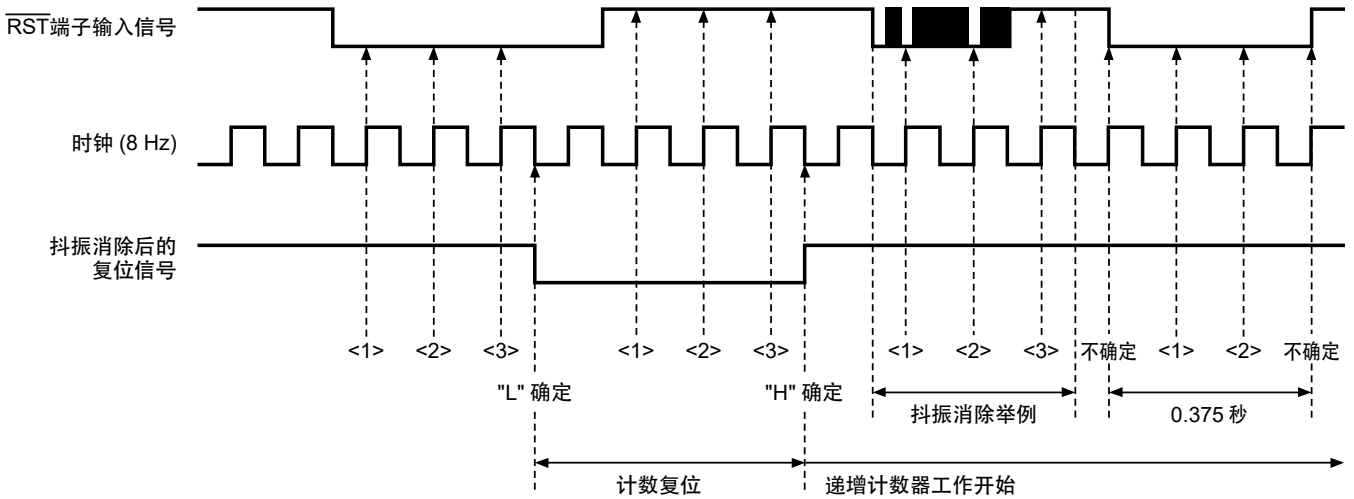 RST端子输入信号
时钟 (8 Hz)
抖振消除后的
复位信号
<1> <2> <3> <1> <2> <3> <1> <2> <3> 不确定 <1> <2> 不确定
"L" 确定 "H" 确定
抖振消除举例 0.375 秒
计数复位 递增计数器工作开始